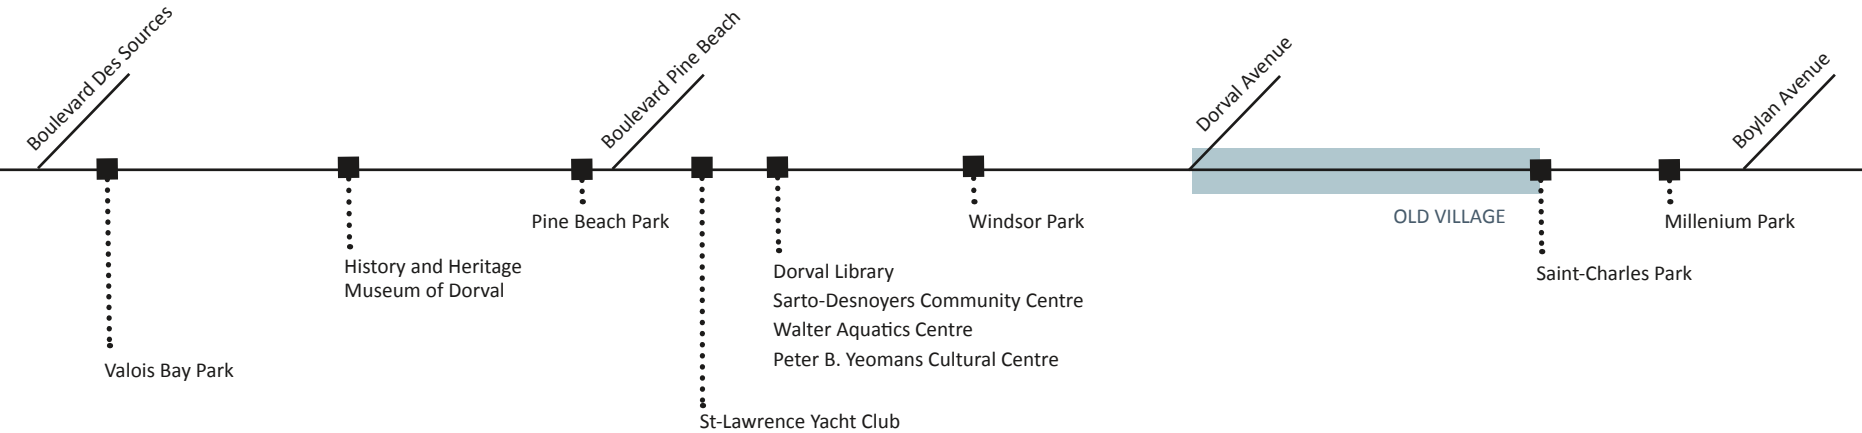 Boulevard Des Sources
Boulevard Pine Beach
Dorval Avenue
Boylan Avenue
Pine Beach Park
Windsor Park
OLD VILLAGE
Millenium Park
History and Heritage
Museum of Dorval
Dorval Library
Sarto-Desnoyers Community Centre
Walter Aquatics Centre
Peter B. Yeomans Cultural Centre
Saint-Charles Park
Valois Bay Park
St-Lawrence Yacht Club